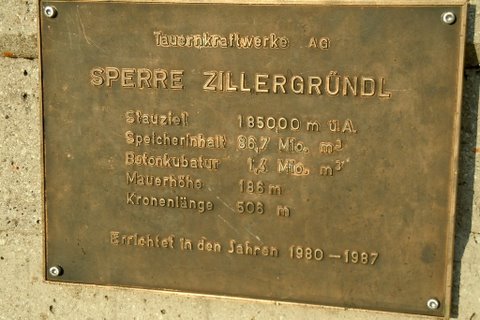 Tauernkraftwerke AG
SPERRE ZILLERGRÜNDL
Stauziel 1850,00 m ü.A.
Speicherinhalt 86,7 Mio. m³
Betonkubatur 1,4 Mio. m³
Mauerhöhe 186 m
Kronenlänge 506 m
Errichtet in den Jahren 1980-1987